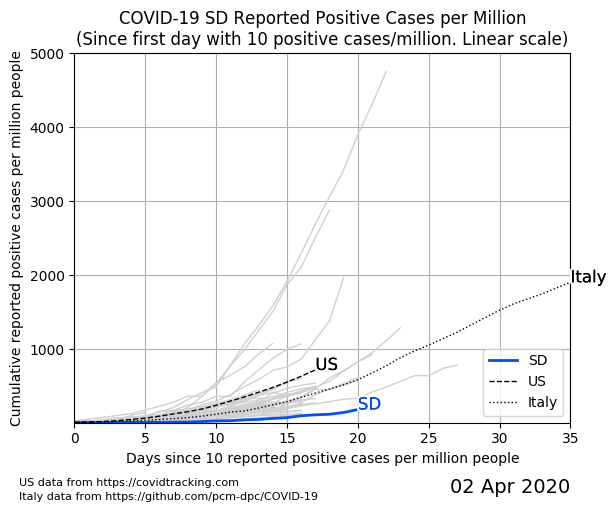 COVID-19 SD Reported Positive Cases per Million
(Since first day with 10 positive cases/million. Linear scale)
Cumulative reported positive cases per million people
5000
4000
3000
2000
1000
Italy
US
SD
SD
US
Italy
0
5
10
15
20
25
30
35
Days since 10 reported positive cases per million people
US data from https://covidtracking.com
Italy data from https://github.com/pcm-dpc/COVID-19
02 Apr 2020